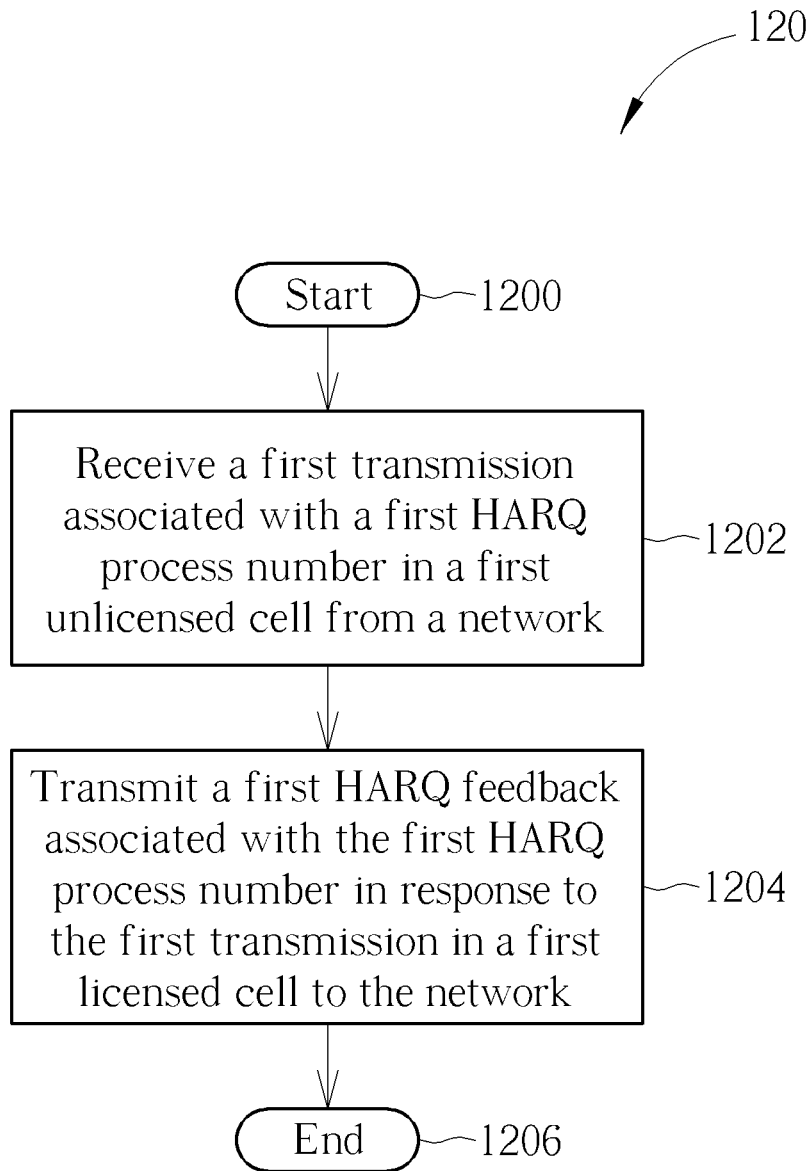 120
Start
1200
Receive a first transmission
associated with a first HARQ
process number in a first
unlicensed cell from a network
1202
Transmit a first HARQ feedback
associated with the first HARQ
process number in response to
the first transmission in a first
licensed cell to the network
1204
End
1206